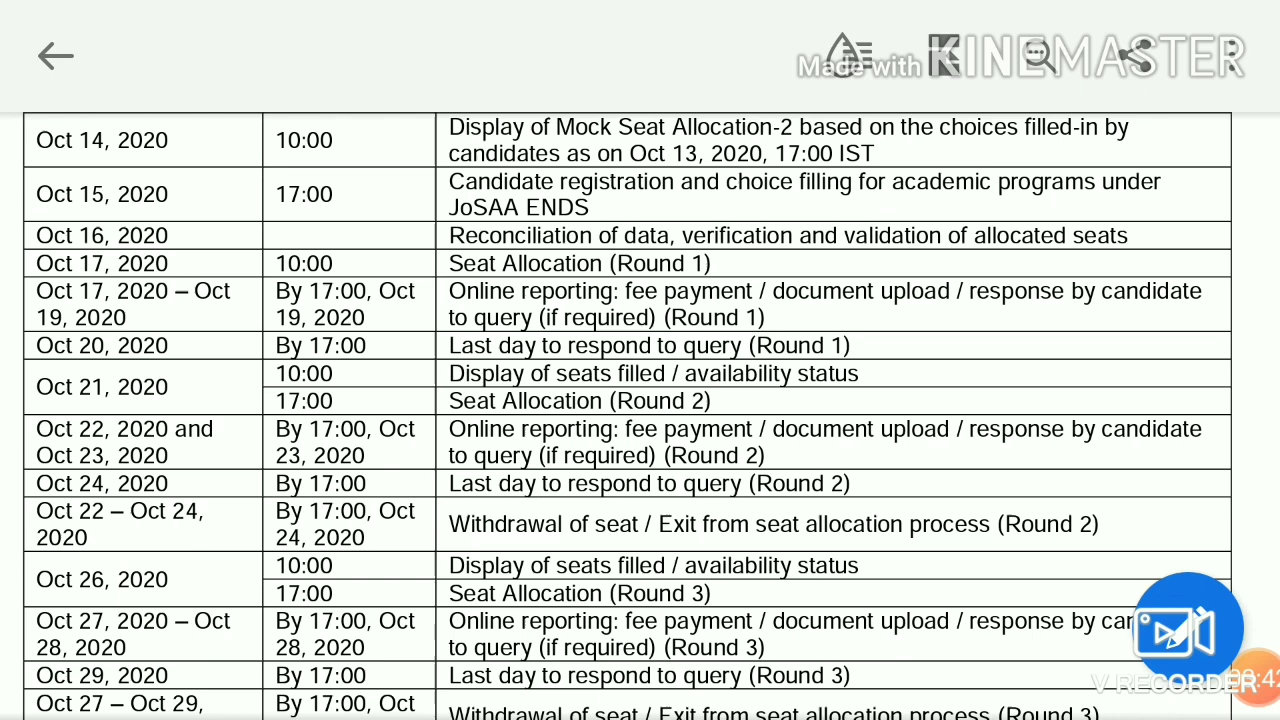 Made with KINEMASTER
Oct 14, 2020 10:00 Display of Mock Seat Allocation-2 based on the choices filled-in by
candidates as on Oct 13, 2020, 17:00 IST
Oct 15, 2020 17:00 Candidate registration and choice filling for academic programs under
JoSAA ENDS
Oct 16, 2020 Reconciliation of data, verification and validation of allocated seats
Oct 17, 2020 10:00 Seat Allocation (Round 1)
Oct 17, 2020 – Oct By 17:00, Oct Online reporting: fee payment / document upload / response by candidate
19, 2020 19, 2020 to query (if required) (Round 1)
Oct 20, 2020 By 17:00 Last day to respond to query (Round 1)
Oct 21, 2020 10:00 Display of seats filled / availability status
17:00 Seat Allocation (Round 2)
Oct 22, 2020 and By 17:00, Oct Online reporting: fee payment / document upload / response by candidate
Oct 23, 2020 23, 2020 to query (if required) (Round 2)
Oct 24, 2020 By 17:00 Last day to respond to query (Round 2)
Oct 22 – Oct 24, By 17:00, Oct Withdrawal of seat / Exit from seat allocation process (Round 2)
2020 24, 2020
Oct 26, 2020 10:00 Display of seats filled / availability status
17:00 Seat Allocation (Round 3)
Oct 27, 2020 – Oct By 17:00, Oct Online reporting: fee payment / document upload / response by
28, 2020 28, 2020 to query (if required) (Round 3)
Oct 29, 2020 By 17:00 Last day to respond to query (Round 3)
Oct 27 – Oct 29, By 17:00, Oct Withdrawal of seat / Exit from seat allocation process (Round 3)
V RECORDER